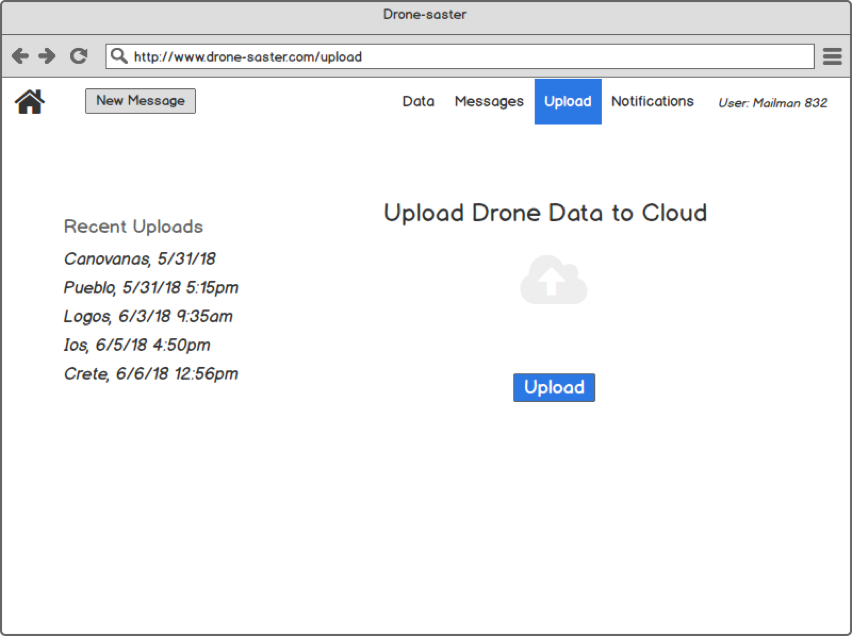 Drone-saster
http://www.drone-saster.com/upload
New Message
Data Messages Upload Notifications User: Mailman 832
Upload Drone Data to Cloud
Recent Uploads
Canovanas, 5/31/18
Pueblo, 5/31/18 5:15pm
Logos, 6/3/18 9:35am
Ios, 6/5/18 4:50pm
Crete, 6/6/18 12:56pm
Upload